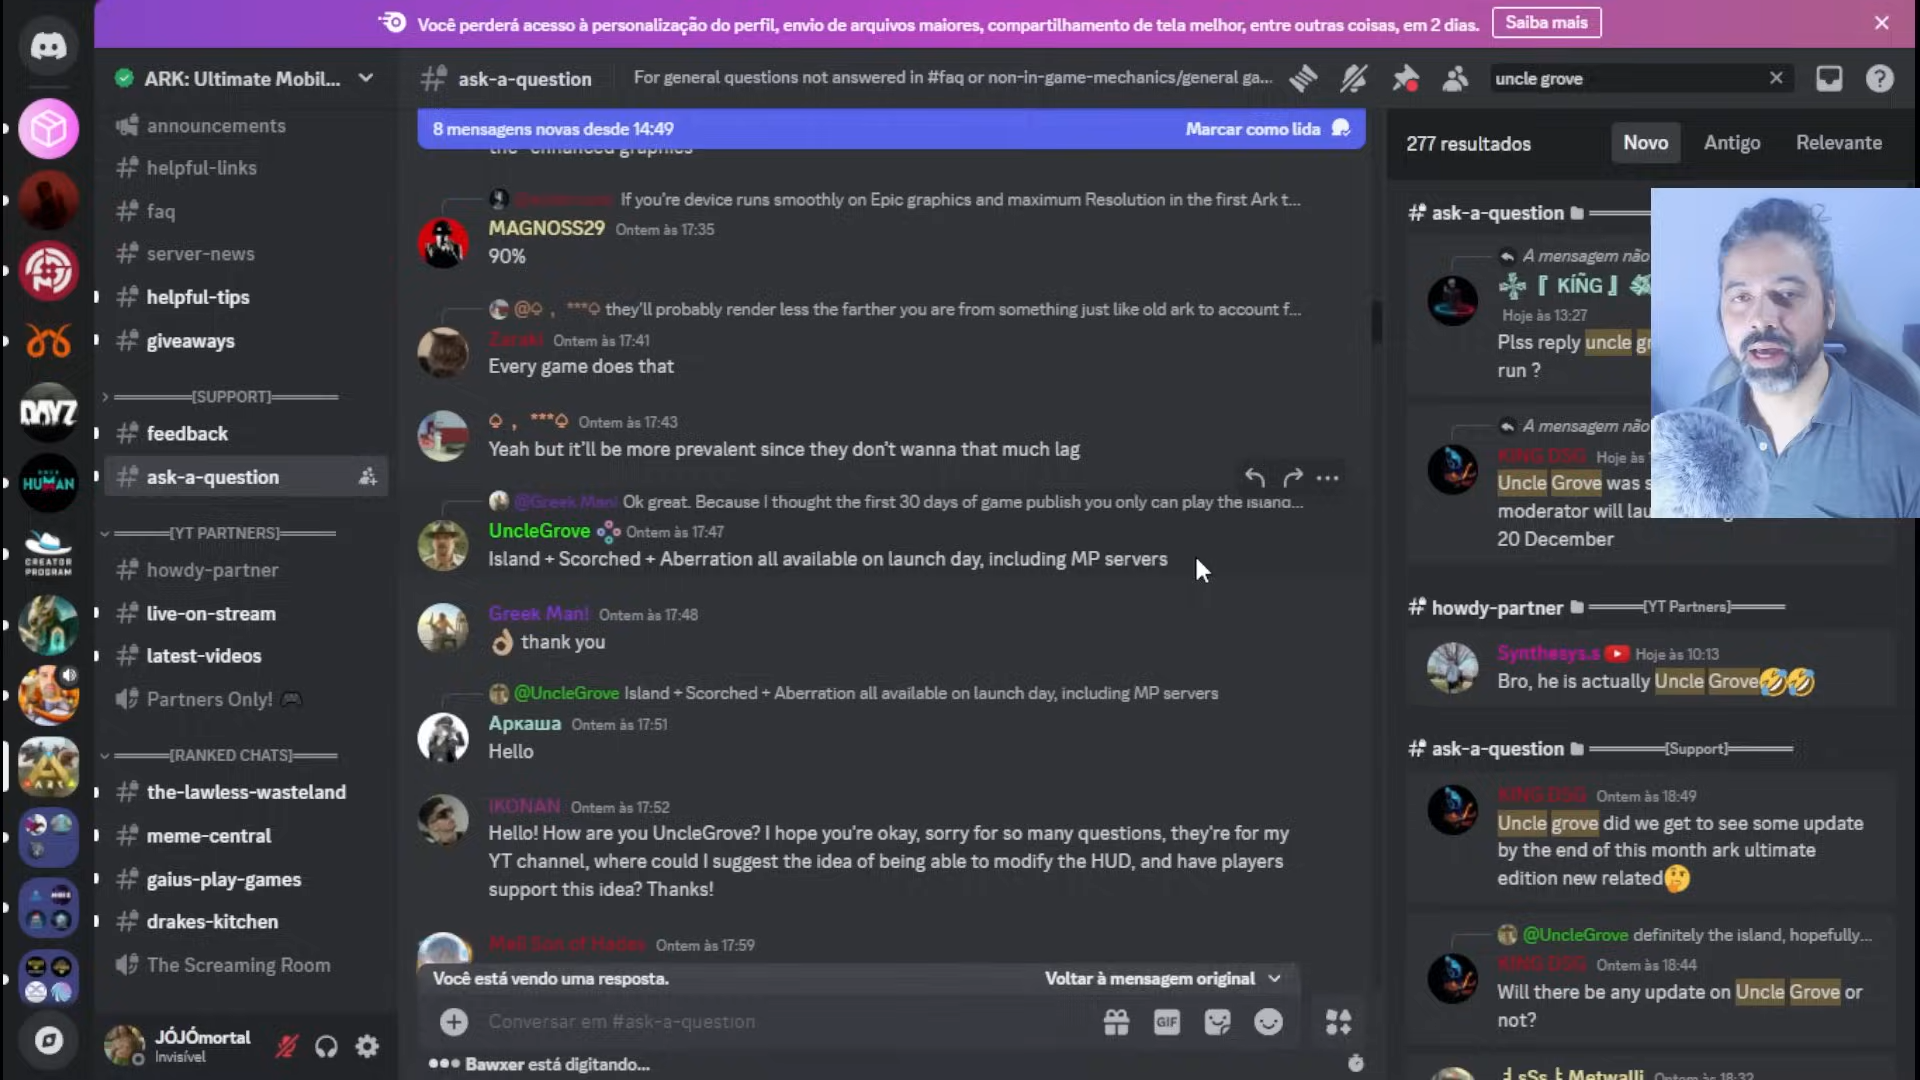 Você perderá acesso à personalização do perfil, envio de arquivos maiores, compartilhamento de tela melhor, entre outras coisas, em 2 dias.
Saiba mais
ARK: Ultimate Mobil...
ask-a-question
For general questions not answered in #faq or non-in-game-mechanics/general ga...
uncle grove
announcements
helpful-links
faq
server-news
helpful-tips
giveaways
[SUPPORT]
feedback
ask-a-question
[YT PARTNERS]
howdy-partner
live-on-stream
latest-videos
Partners Only! 🎮
[RANKED CHATS]
the-lawless-wasteland
meme-central
gaius-play-games
drakes-kitchen
The Screaming Room
JÓJÓmortal
Invisível
DAYZ
ONCE
HUMAN
CREATOR
PROGRAM
ARK
8 mensagens novas desde 14:49
Marcar como lida
the "enhanced graphics"
If you're device runs smoothly on Epic graphics and maximum Resolution in the first Ark t...
MAGNOSS29 Ontem às 17:35
90%
@♤ , ***♤ they'll probably render less the farther you are from something just like old ark to account f...
Zaraki Ontem às 17:41
Every game does that
♤ , ***♤ Ontem às 17:43
Yeah but it'll be more prevalent since they don't wanna that much lag
@Greek Man! Ok great. Because I thought the first 30 days of game publish you only can play the island...
UncleGrove Ontem às 17:47
Island + Scorched + Aberration all available on launch day, including MP servers
Greek Man! Ontem às 17:48
👌🏼 thank you
@UncleGrove Island + Scorched + Aberration all available on launch day, including MP servers
Аркаша Ontem às 17:51
Hello
IKONAN Ontem às 17:52
Hello! How are you UncleGrove? I hope you're okay, sorry for so many questions, they're for my
YT channel, where could I suggest the idea of being able to modify the HUD, and have players
support this idea? Thanks!
Mali Son of Hades Ontem às 17:59
Você está vendo uma resposta.
Voltar à mensagem original
Conversar em #ask-a-question
GIF
Bawxer está digitando...
277 resultados
Novo
Antigo
Relevante
ask-a-question
A mensagem não
『 KÍÑG 』
Hoje às 13:27
Plss reply uncle gr
run ?
A mensagem não
KING DSG Hoje às
Uncle Grove was s
moderator will lau
20 December
howdy-partner [YT Partners]
Synthesys.s Hoje às 10:13
Bro, he is actually Uncle Grove🤣🤣
ask-a-question [Support]
KING DSG Ontem às 18:49
Uncle grove did we get to see some update
by the end of this month ark ultimate
edition new related🤔
@UncleGrove definitely the island, hopefully...
KING DSG Ontem às 18:44
Will there be any update on Uncle Grove or
not?
Metwalli Ontem às 18:32